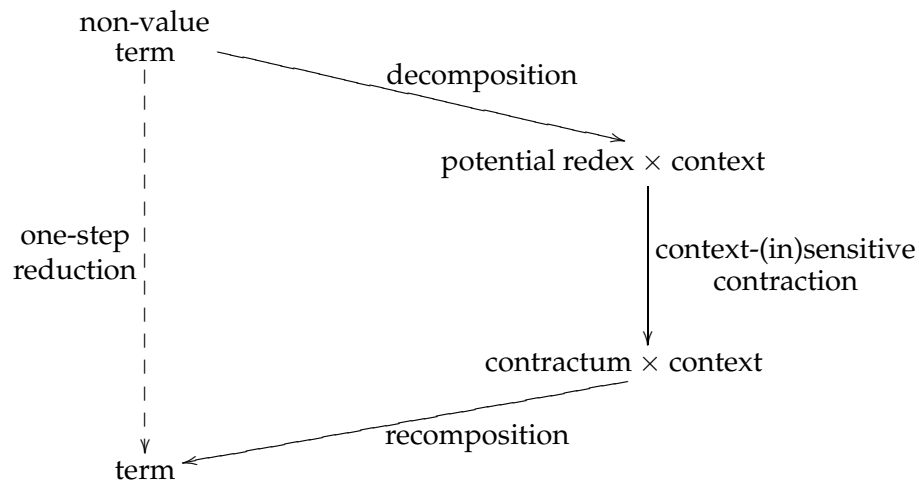 non-value
term
decomposition
potential redex × context
one-step
reduction
context-(in)sensitive
contraction
contractum × context
recomposition
term